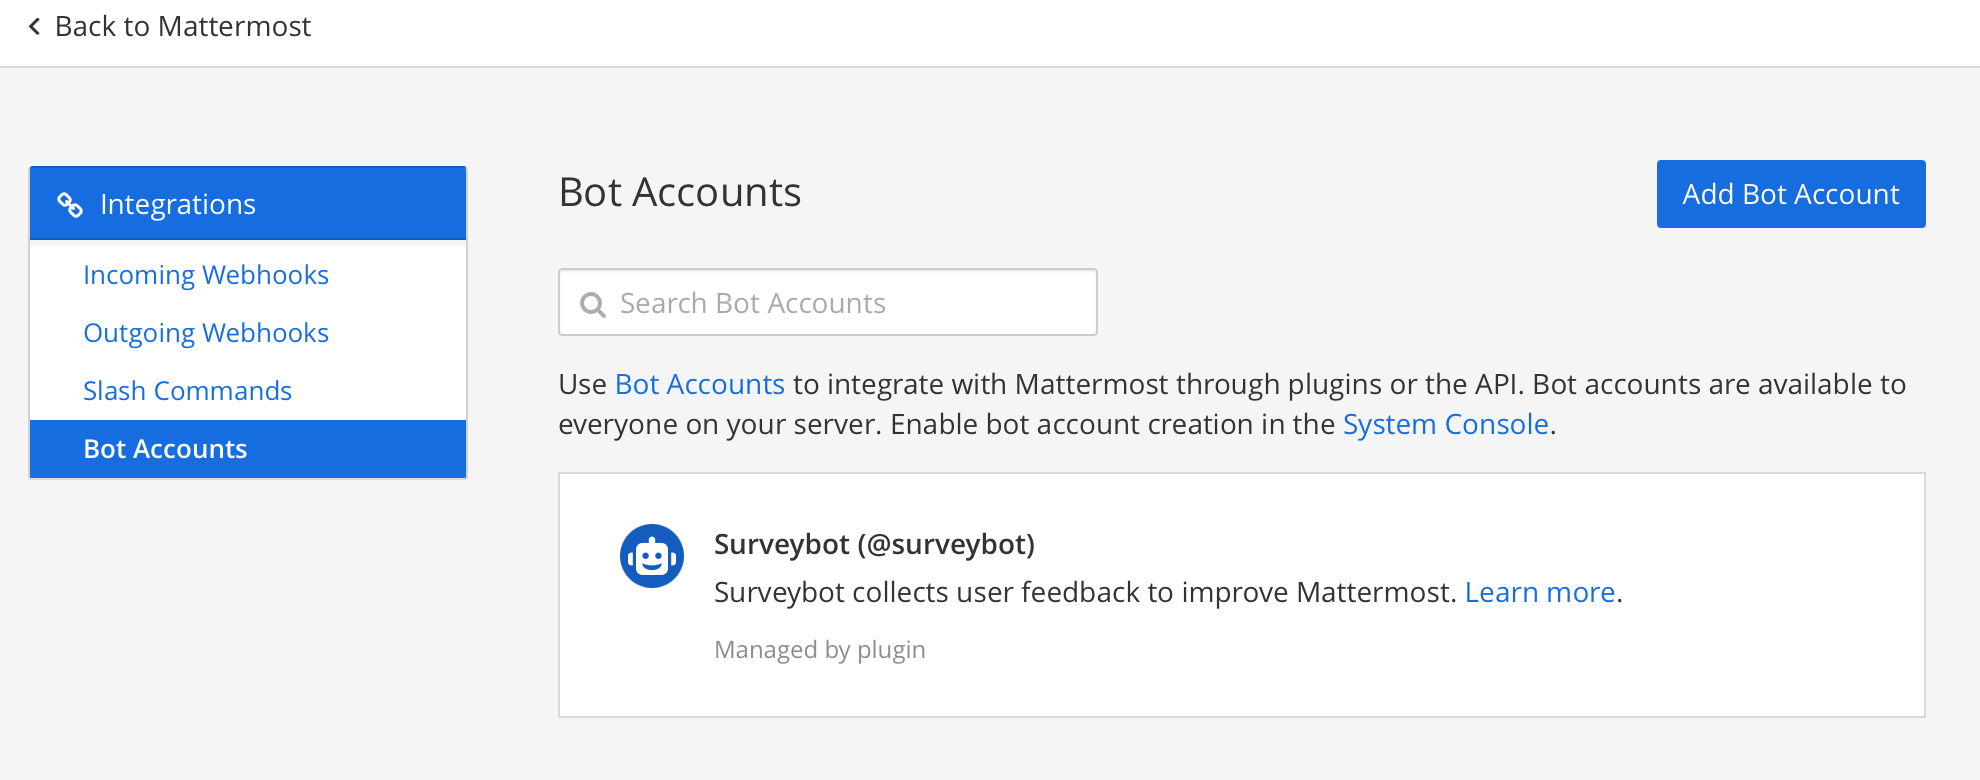 Back to Mattermost
Integrations
Incoming Webhooks
Outgoing Webhooks
Slash Commands
Bot Accounts
Bot Accounts
Add Bot Account
Search Bot Accounts
Use Bot Accounts to integrate with Mattermost through plugins or the API. Bot accounts are available to
everyone on your server. Enable bot account creation in the System Console.
Surveybot (@surveybot)
Surveybot collects user feedback to improve Mattermost. Learn more.
Managed by plugin